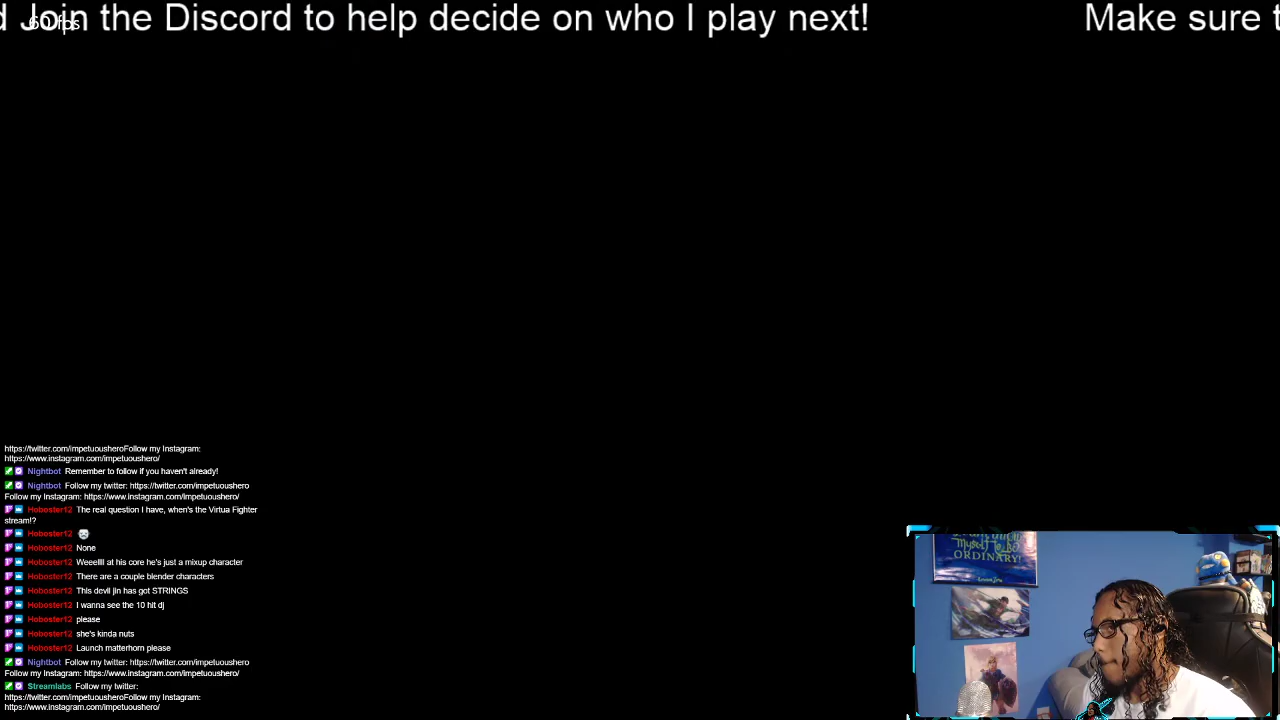 d Join the Discord to help decide on who I play next! Make sure t
60 fps
https://twitter.com/impetuousheroFollow my Instagram:
https://www.instagram.com/impetuoushero/
Nightbot Remember to follow if you haven't already!
Nightbot Follow my twitter: https://twitter.com/impetuoushero
Follow my Instagram: https://www.instagram.com/impetuoushero/
Hoboster12 The real question I have, when's the Virtua Fighter
stream!?
Hoboster12
Hoboster12 None
Hoboster12 Weeellll at his core he's just a mixup character
Hoboster12 There are a couple blender characters
Hoboster12 This devil jin has got STRINGS
Hoboster12 I wanna see the 10 hit dj
Hoboster12 please
Hoboster12 she's kinda nuts
Hoboster12 Launch matterhorn please
Nightbot Follow my twitter: https://twitter.com/impetuoushero
Follow my Instagram: https://www.instagram.com/impetuoushero/
Streamlabs Follow my twitter:
https://twitter.com/impetuousheroFollow my Instagram:
https://www.instagram.com/impetuoushero/
Myself to be
ORDINARY!